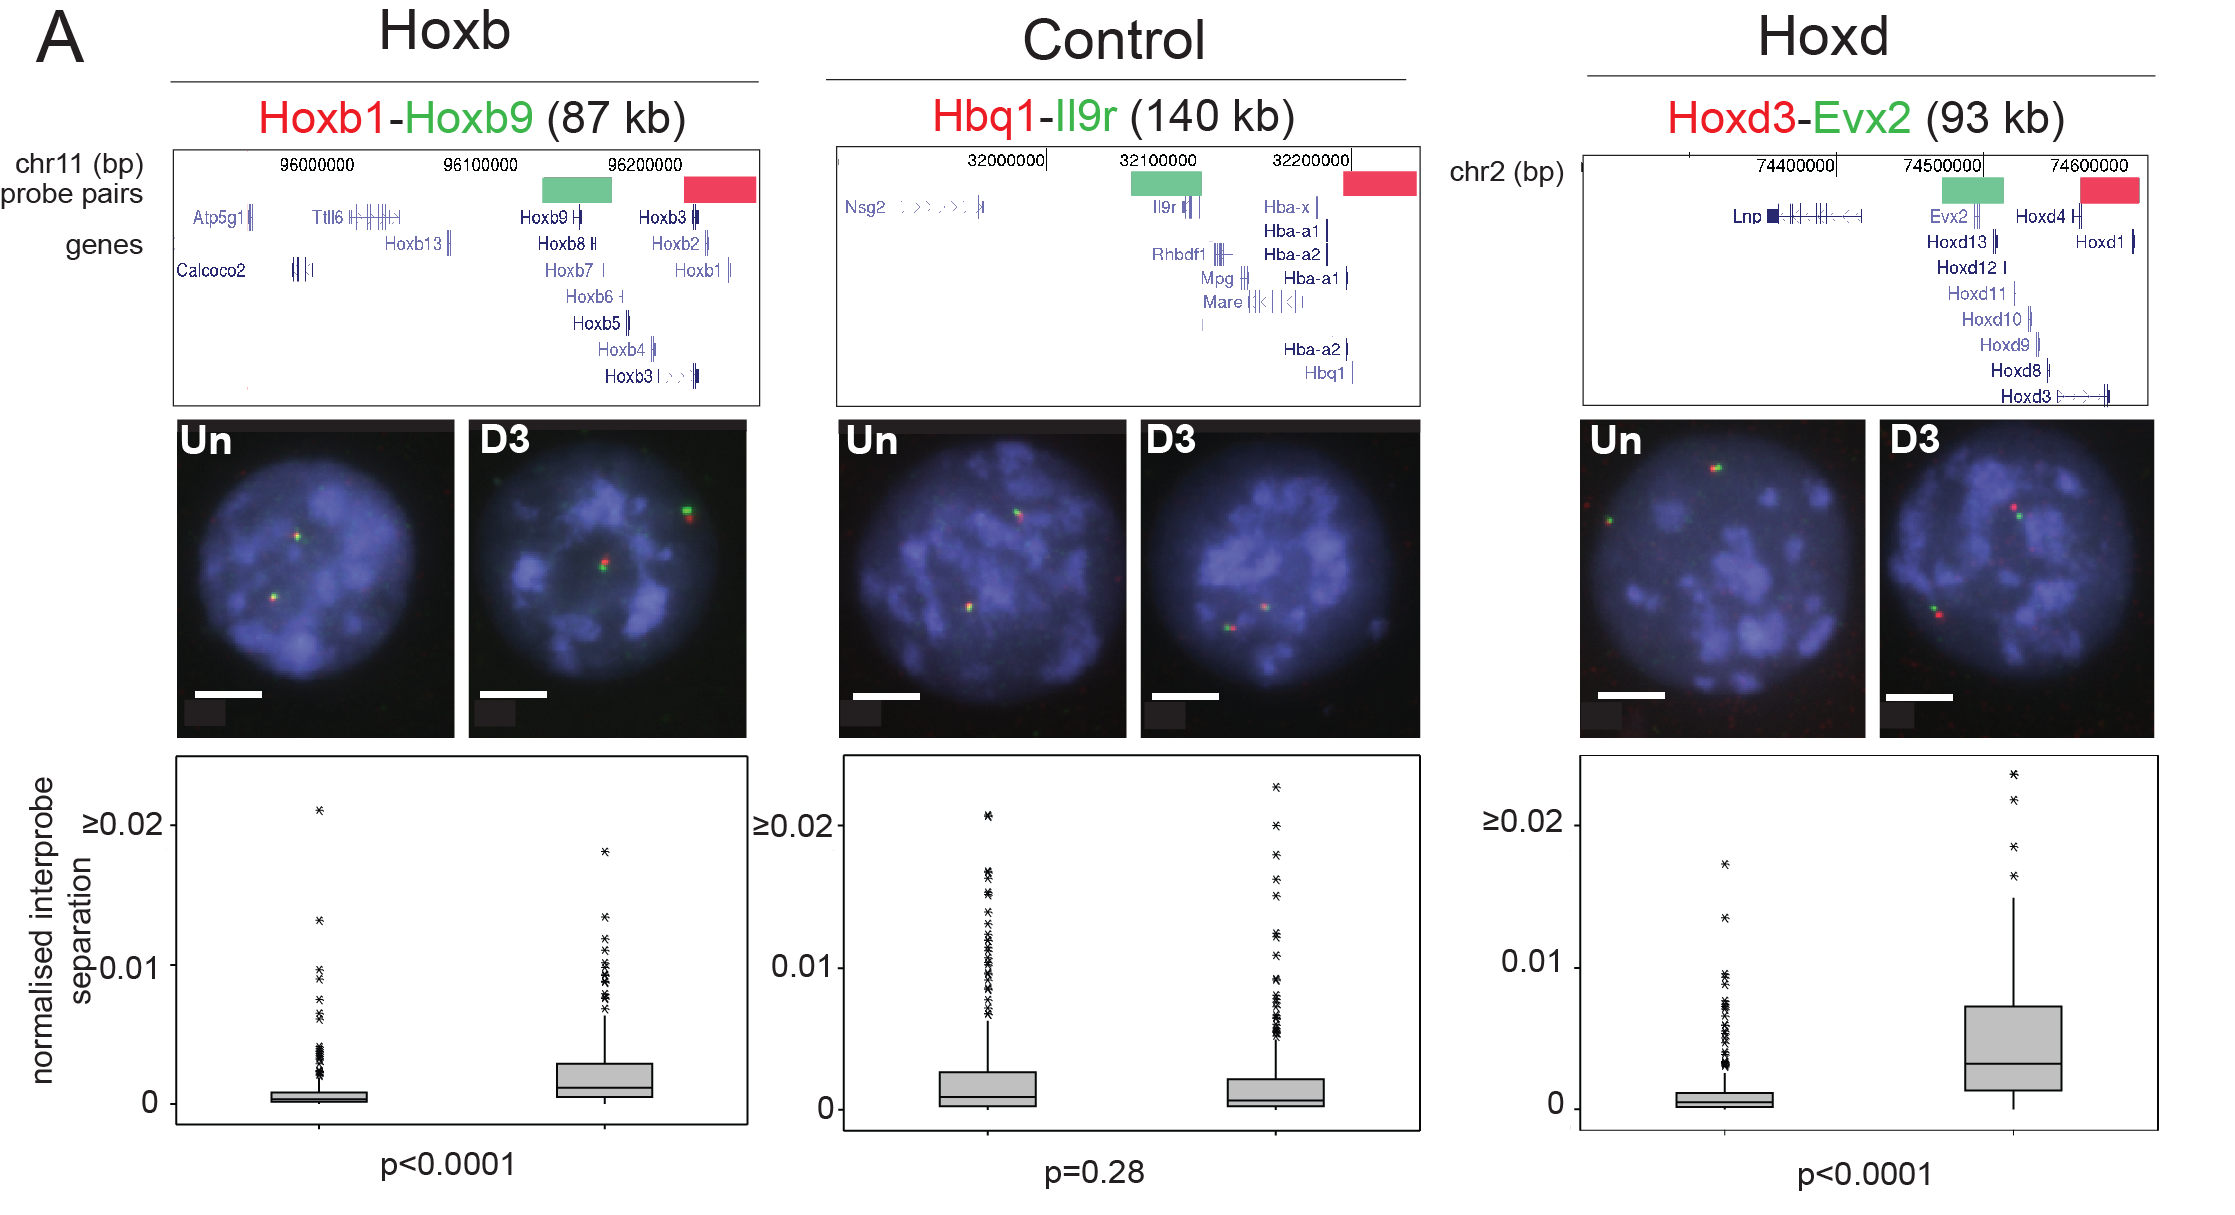 A
Hoxb
Control
Hoxd
Hoxb1-Hoxb9 (87 kb)
Hbq1-Il9r (140 kb)
Hoxd3-Evx2 (93 kb)
chr11 (bp)
96000000 96100000 96200000
probe pairs
genes
Atp5g1
Ttll6
Hoxb9
Hoxb3
Hoxb13
Hoxb8
Hoxb2
Calcoco2
Hoxb7
Hoxb1
Hoxb6
Hoxb5
Hoxb4
Hoxb3
32000000 32100000 32200000
Nsg2
Il9r
Hba-x
Hba-a1
Rhbdf1
Hba-a2
Mpg
Hba-a1
Mare
Hba-a2
Hbq1
chr2 (bp)
74400000 74500000 74600000
Lnp
Evx2
Hoxd4
Hoxd13
Hoxd1
Hoxd12
Hoxd11
Hoxd10
Hoxd9
Hoxd8
Hoxd3
Un
D3
Un
D3
Un
D3
normalised interprobe
separation
≥0.02
0.01
0
p<0.0001
≥0.02
0.01
0
p=0.28
≥0.02
0.01
0
p<0.0001